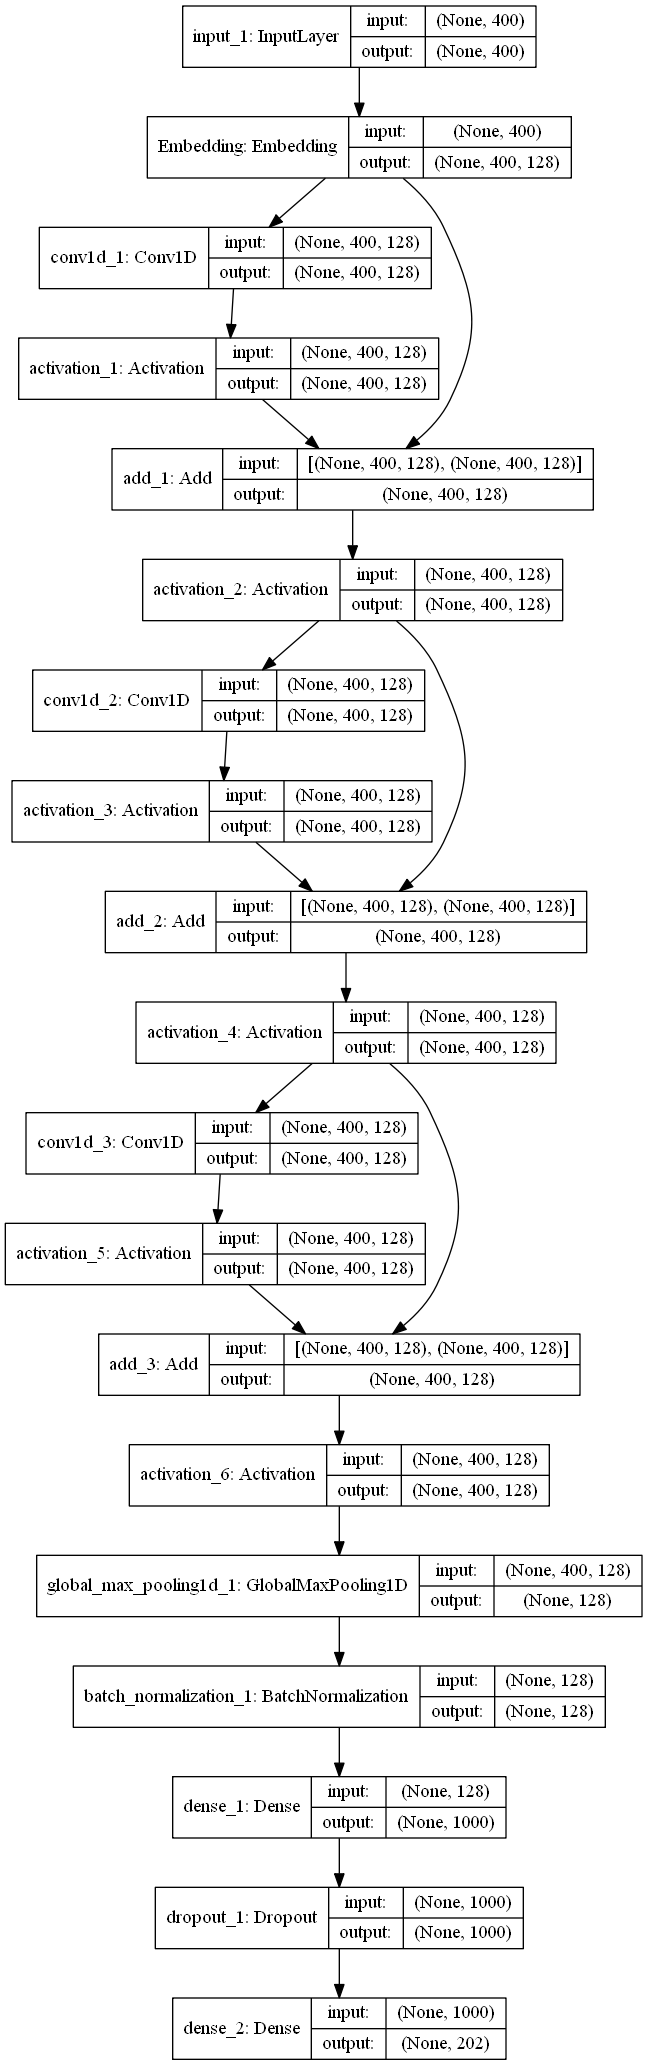 input_1: InputLayer
input: (None, 400)
output: (None, 400)
Embedding: Embedding
input: (None, 400)
output: (None, 400, 128)
conv1d_1: Conv1D
input: (None, 400, 128)
output: (None, 400, 128)
activation_1: Activation
input: (None, 400, 128)
output: (None, 400, 128)
add_1: Add
input: [(None, 400, 128), (None, 400, 128)]
output: (None, 400, 128)
activation_2: Activation
input: (None, 400, 128)
output: (None, 400, 128)
conv1d_2: Conv1D
input: (None, 400, 128)
output: (None, 400, 128)
activation_3: Activation
input: (None, 400, 128)
output: (None, 400, 128)
add_2: Add
input: [(None, 400, 128), (None, 400, 128)]
output: (None, 400, 128)
activation_4: Activation
input: (None, 400, 128)
output: (None, 400, 128)
conv1d_3: Conv1D
input: (None, 400, 128)
output: (None, 400, 128)
activation_5: Activation
input: (None, 400, 128)
output: (None, 400, 128)
add_3: Add
input: [(None, 400, 128), (None, 400, 128)]
output: (None, 400, 128)
activation_6: Activation
input: (None, 400, 128)
output: (None, 400, 128)
global_max_pooling1d_1: GlobalMaxPooling1D
input: (None, 400, 128)
output: (None, 128)
batch_normalization_1: BatchNormalization
input: (None, 128)
output: (None, 128)
dense_1: Dense
input: (None, 128)
output: (None, 1000)
dropout_1: Dropout
input: (None, 1000)
output: (None, 1000)
dense_2: Dense
input: (None, 1000)
output: (None, 202)